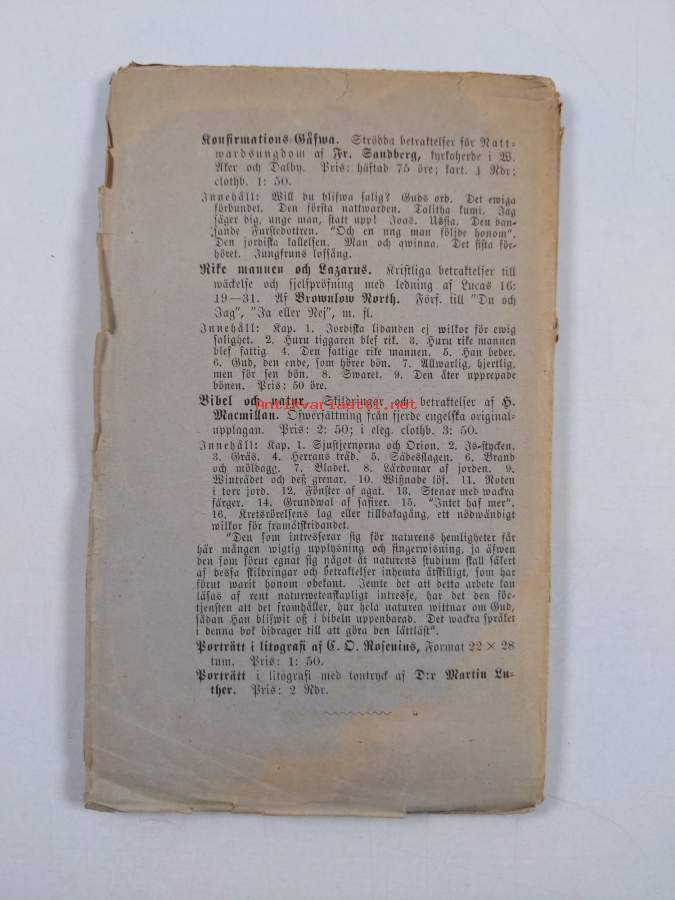 Konfirmations-Gåfwa. Strödda betraktelser för Natt-
wardsungdom af Fr. Sandberg, kyrkoherde i W.
Åker och Dalby. Pris: häftad 75 öre; kart. 1 Rdr;
clothb. 1: 50.
Innehåll: Will du blifwa salig? Guds ord. Det ewiga
förbundet. Den första nattwarden. Talitha kumi. Jag
säger dig, unge man, statt upp! Joas. Ussia. Den dan-
sande Furstedottren. "Och en ung man följde honom".
Den jordiska kallelsen. Man och qwinna. Det sista för-
höret. Jungfruns lofsång.
Rike mannen och Lazarus. Kristliga betraktelser till
wäckelse och sjelfpröfning med ledning af Lucas 16:
19—31. Af Brownlow North. Förf. till "Du och
Jag", "Ja eller Nej", m. fl.
Innehåll: Kap. 1. Jordiska lidanden ej wilkor för ewig
salighet. 2. Huru tiggaren blef rik. 3. Huru rike mannen
blef fattig 4. Den fattige rike mannen. 5. Han beder.
6. Gud, den ende, som hörer bön. 7. Allwarlig, hjertlig,
men för sen bön. 8. Swaret. 9. Den åter upprepade
bönen. Pris: 50 öre.
Bibel och natur. Skildringar och betraktelser af H.
Antikvariaatti.net
Macmillan. Öfwersättning från fjerde engelska original-
upplagan. Pris: 2: 50; i eleg. clothb. 3: 50.
Innehåll: Kap. 1. Sjustjernorna och Orion. 2. Is-stycken.
3. Gräs. 4. Herrans träd. 5. Sädesslagen. 6. Brand
och möldagg. 7. Bladet. 8. Lärdomar af jorden. 9.
Winträdet och deß grenar. 10. Wißnade löf. 11. Roten
i torr jord. 12. Fönster af agat. 13. Stenar med wackra
färger. 14. Grundwal af safirer. 15. "Intet haf mer".
16. Kretsrörelsens lag eller tillbakagång, ett nödwändigt
wilkor för framåtskridandet.
"Den som intresserar sig för naturens hemligheter får
här mången wigtig upplysning och fingerwisning, ja äfwen
den som förut egnat sig något åt naturens studium skall säkert
af dessa skildringar och betraktelser inhemta åtskilligt, som har
förut warit honom obekant. Jemte det att detta arbete kan
läsas af rent naturwetenskapligt intresse, har det den för-
tjensten att det framhåller, hur hela naturen wittnar om Gud,
sådan Han blifwit oß i bibeln uppenbarad. Det wackra språket
i denna bok bidrager till att göra den lättläst".
Porträtt i litografi af C. O. Rosenius, Format 22 × 28
tum. Pris: 1: 50.
Porträtt i litografi med tontryck af D:r Martin Lu-
ther. Pris: 2 Rdr.